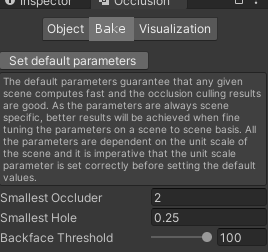 Inspector
Occlusion
Object Bake Visualization
Set default parameters
The default parameters guarantee that any given
scene computes fast and the occlusion culling results
are good. As the parameters are always scene
specific, better results will be achieved when fine
tuning the parameters on a scene to scene basis. All
the parameters are dependent on the unit scale of
the scene and it is imperative that the unit scale
parameter is set correctly before setting the default
values.
Smallest Occluder 2
Smallest Hole 0.25
Backface Threshold 100